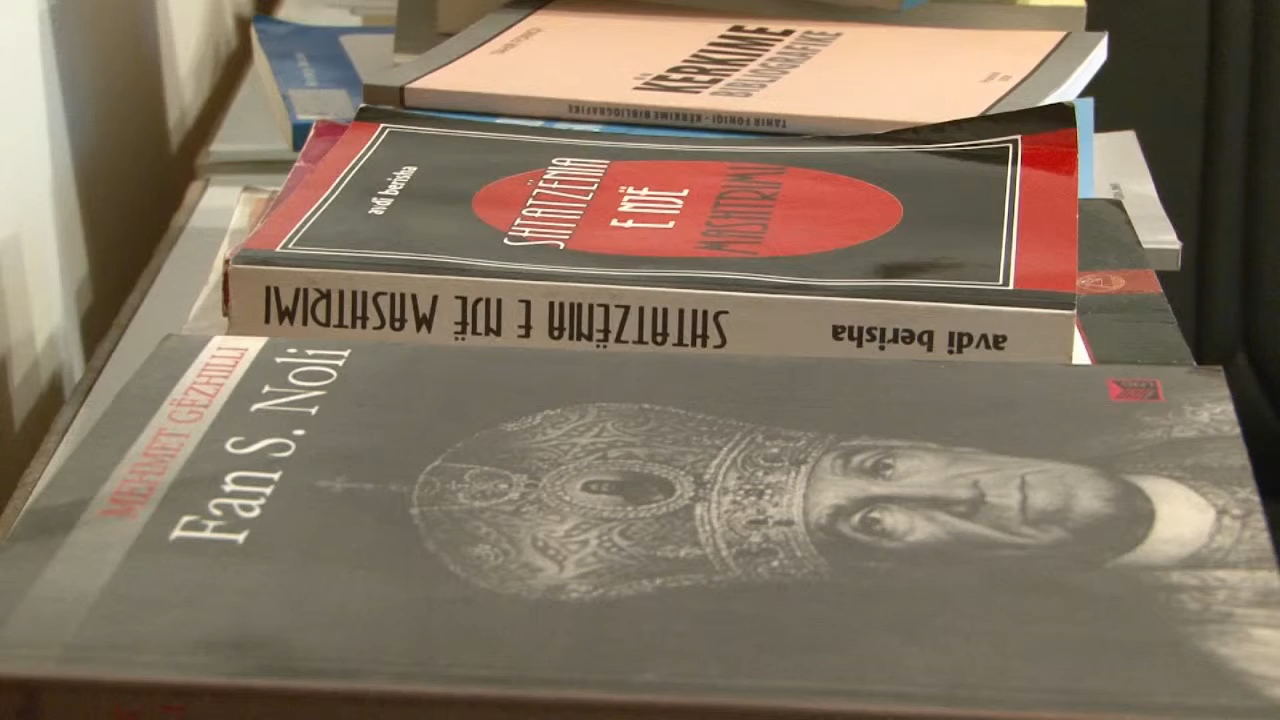 KËRKIME
BIBLIOGRAFIKE
TAHIR FONIQI - KËRKIME BIBLIOGRAFIKE
avdi berisha
SHTATZËNIA
E NJË
MASHTRIMI
avdi berisha SHTATZËNIA E NJË MASHTRIMI
MEHMET GËZHILLI
Fan S. Noli